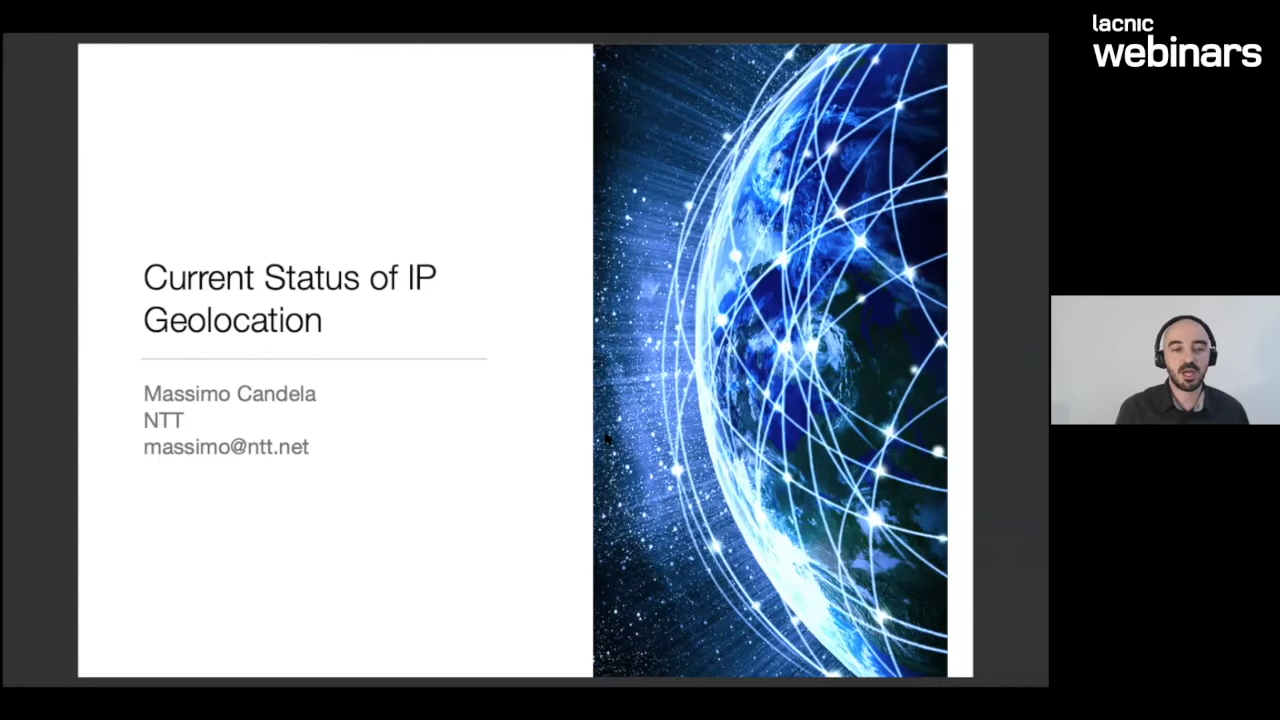 lacnic
webinars
Current Status of IP
Geolocation
Massimo Candela
NTT
massimo@ntt.net